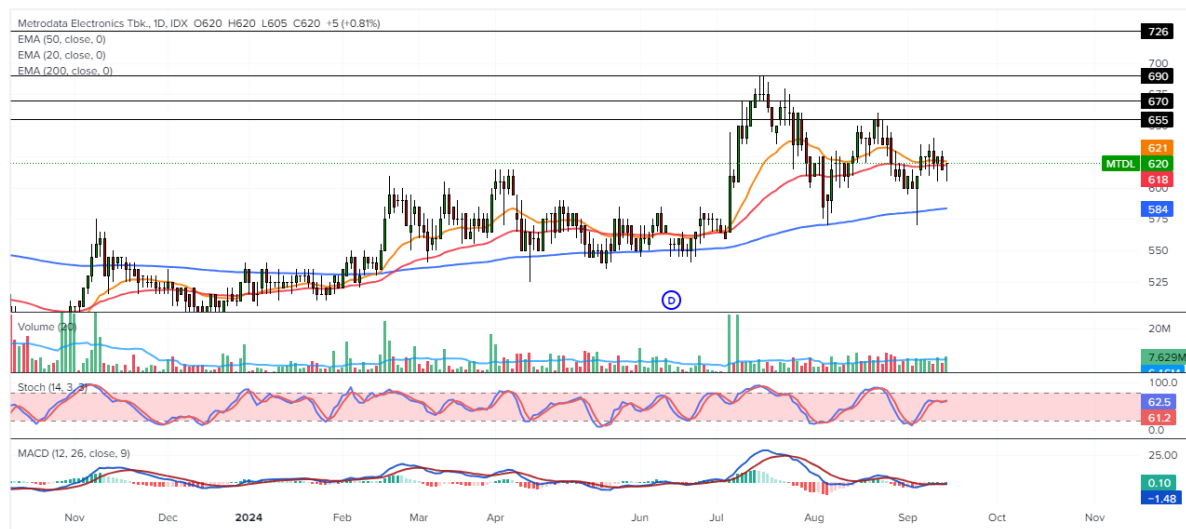 Metrodata Electronics Tbk., 1D, IDX O620 H620 L605 C620 +5 (+0.81%)
EMA (50, close, 0)
EMA (20, close, 0)
EMA (200, close, 0)
726
700
690
670
655
621
MTDL 620
618
600
584
575
550
525
D
Volume (20)
20M
7.629M
Stoch (14, 3, 3)
100.0
62.5
61.2
0.0
MACD (12, 26, close, 9)
25.00
0.10
−1.48
Nov Dec 2024 Feb Mar Apr Jun Jul Aug Sep Oct Nov